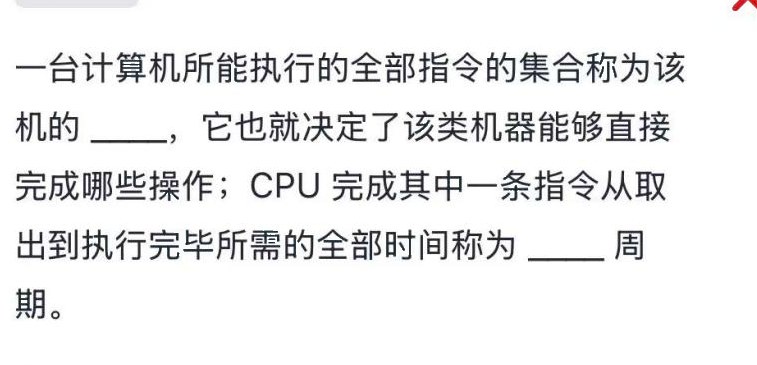 一台计算机所能执行的全部指令的集合称为该
机的 _____，它也就决定了该类机器能够直接
完成哪些操作；CPU 完成其中一条指令从取
出到执行完毕所需的全部时间称为 _____ 周
期。